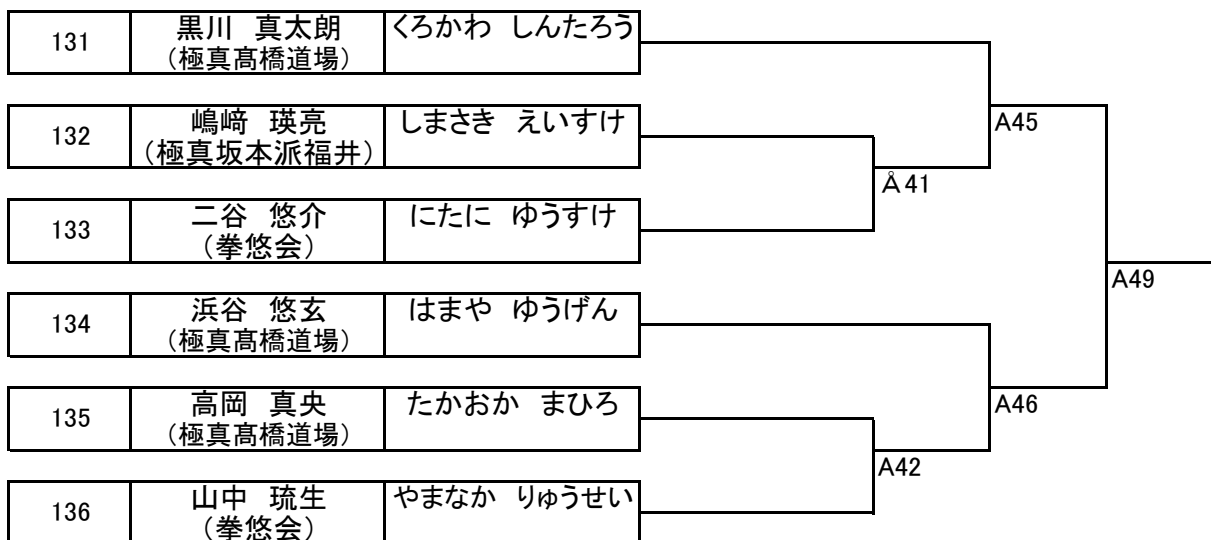 131 黒川 真太朗 くろかわ しんたろう
(極真髙橋道場)
A45
132 嶋﨑 瑛亮 しまさき えいすけ
(極真坂本派福井)
Å41
133 二谷 悠介 にたに ゆうすけ
(拳悠会)
A49
134 浜谷 悠玄 はまや ゆうげん
(極真髙橋道場)
135 高岡 真央 たかおか まひろ
(極真髙橋道場)
A46
A42
136 山中 琉生 やまなか りゅうせい
(拳悠会)